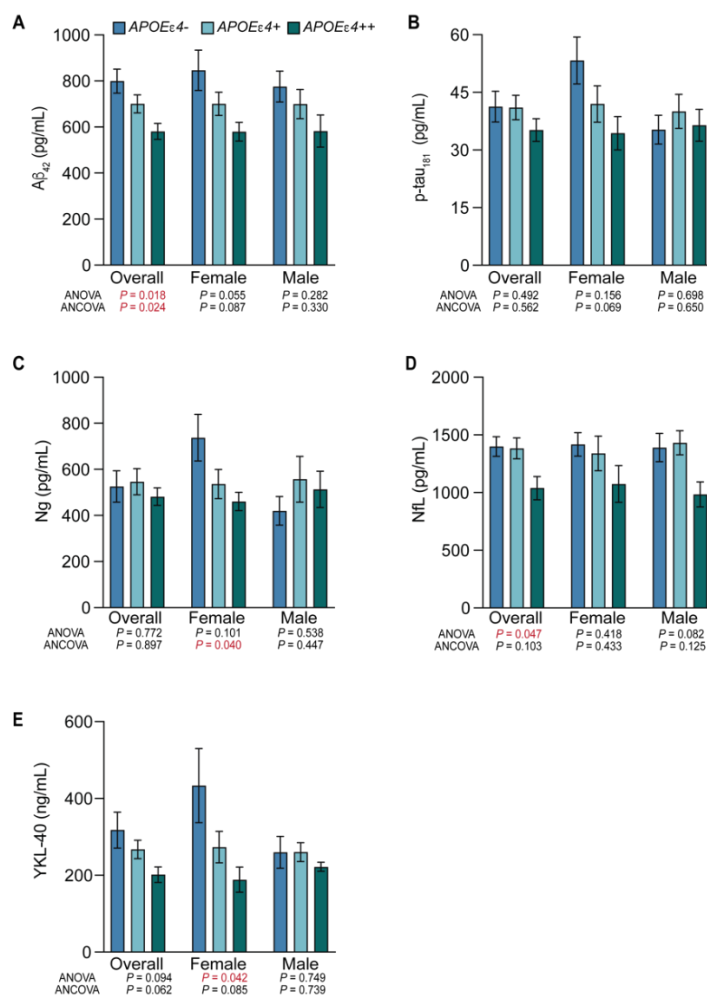 A
APOEε4- APOEε4+ APOEε4++
1000
800
600
400
200
0
Aβ42 (pg/mL)
Overall Female Male
ANOVA P = 0.018 P = 0.055 P = 0.282
ANCOVA P = 0.024 P = 0.087 P = 0.330
B
60
45
30
15
0
p-tau181 (pg/mL)
Overall Female Male
ANOVA P = 0.492 P = 0.156 P = 0.698
ANCOVA P = 0.562 P = 0.069 P = 0.650
C
1000
800
600
400
200
0
Ng (pg/mL)
Overall Female Male
ANOVA P = 0.772 P = 0.101 P = 0.538
ANCOVA P = 0.897 P = 0.040 P = 0.447
D
2000
1500
1000
500
0
NfL (pg/mL)
Overall Female Male
ANOVA P = 0.047 P = 0.418 P = 0.082
ANCOVA P = 0.103 P = 0.433 P = 0.125
E
600
400
200
0
YKL-40 (ng/mL)
Overall Female Male
ANOVA P = 0.094 P = 0.042 P = 0.749
ANCOVA P = 0.062 P = 0.085 P = 0.739